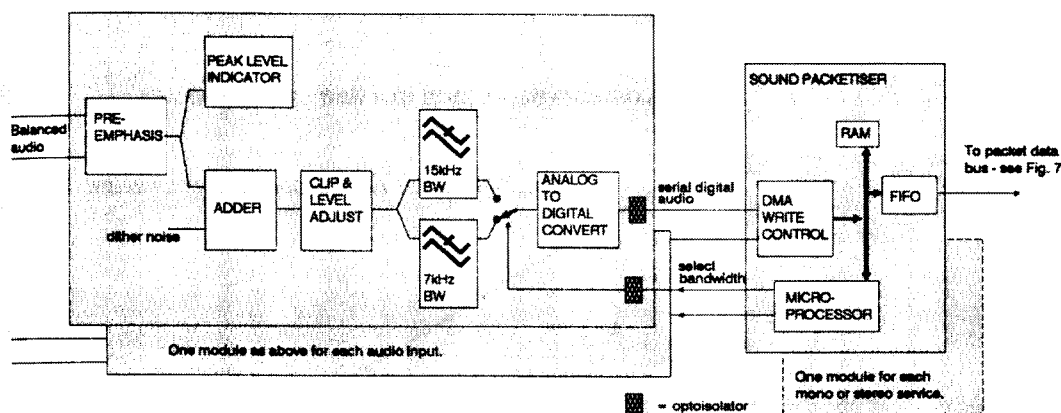 PEAK LEVEL
INDICATOR
PRE-
EMPHASIS
Balanced
audio
ADDER
dither noise
CLIP &
LEVEL
ADJUST
15kHz
BW
7kHz
BW
ANALOG
TO
DIGITAL
CONVERT
serial digital
audio
select
bandwidth
SOUND PACKETISER
RAM
FIFO
DMA
WRITE
CONTROL
MICRO-
PROCESSOR
To packet data
bus - see Fig. 7
One module as above for each audio input.
One module for each
mono or stereo service.
= optoisolator